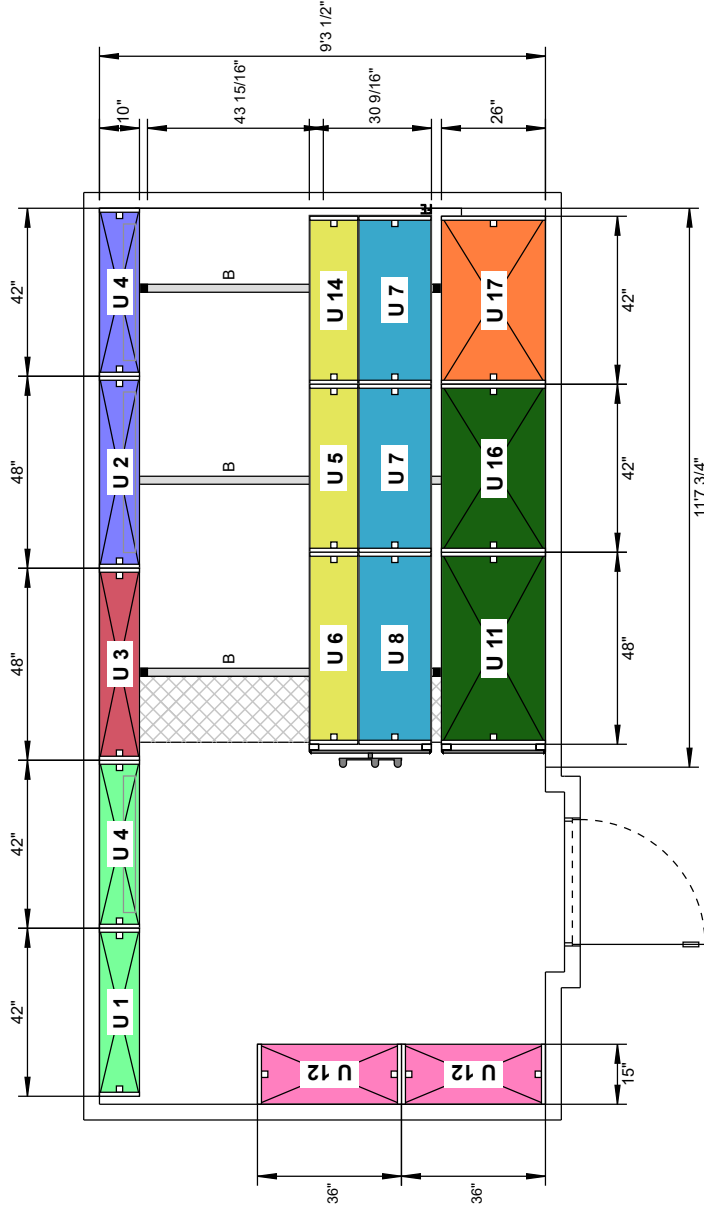 9'3 1/2"
10"
43 15/16"
30 9/16"
26"
42"
48"
48"
42"
42"
U 4
U 2
U 3
U 4
U 1
B
B
B
U 14
U 7
U 17
U 5
U 7
U 16
U 6
U 8
U 11
42"
42"
48"
11'7 3/4"
U 12
U 12
15"
36"
36"